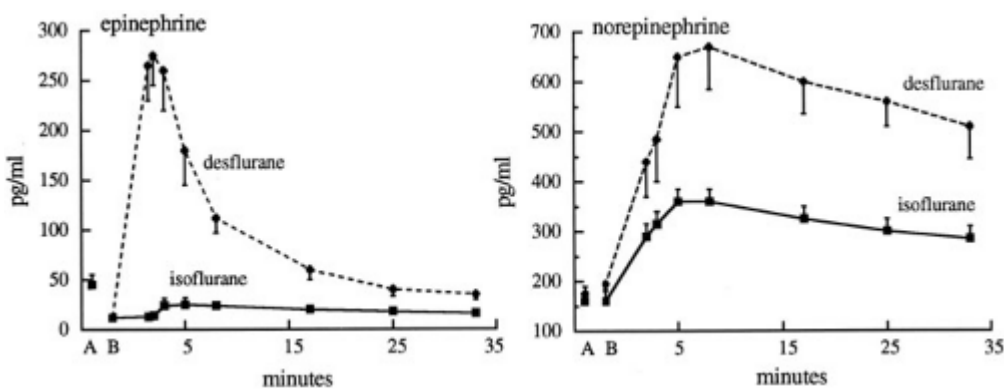 epinephrine
300
250
200
150
100
50
0
pg/ml
desflurane
isoflurane
A B 5 15 25 35
minutes
norepinephrine
700
600
500
400
300
200
100
pg/ml
desflurane
isoflurane
A B 5 15 25 35
minutes